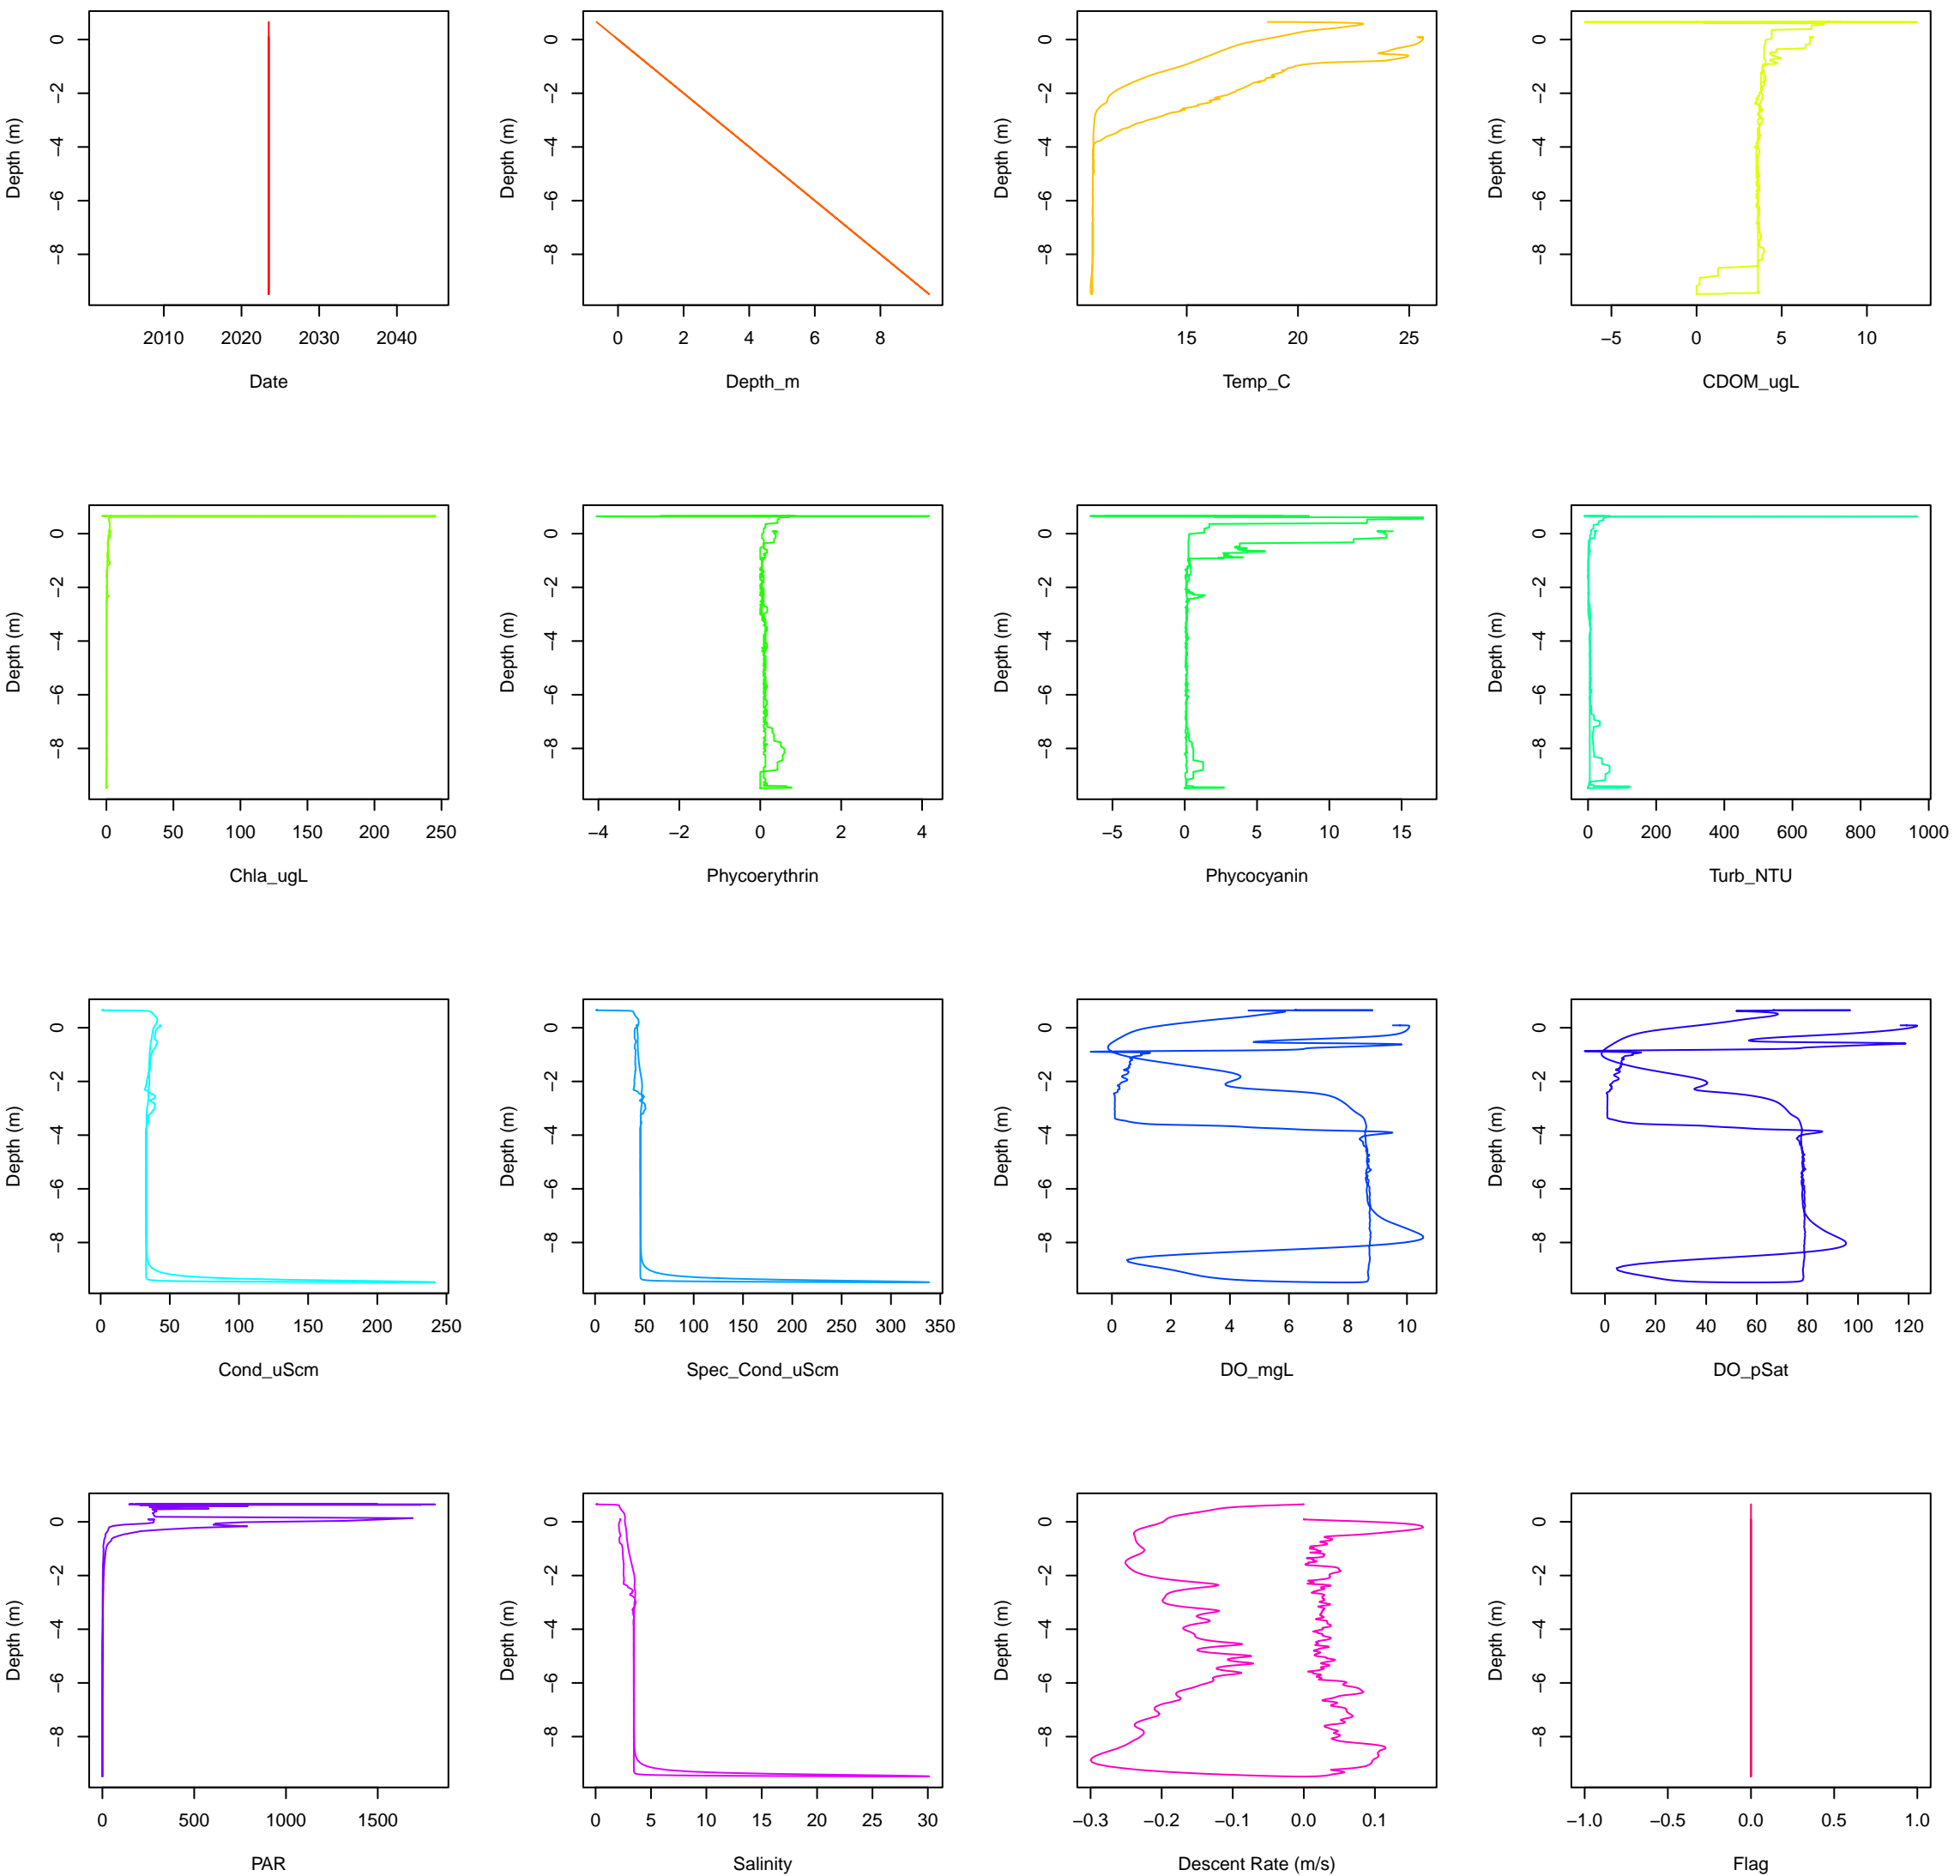 Depth (m)
0
−2
−4
−6
−8
2010 2020 2030 2040
Date
Depth (m)
0
−2
−4
−6
−8
0 2 4 6 8
Depth_m
Depth (m)
0
−2
−4
−6
−8
15 20 25
Temp_C
Depth (m)
0
−2
−4
−6
−8
−5 0 5 10
CDOM_ugL
Depth (m)
0
−2
−4
−6
−8
0 50 100 150 200 250
Chla_ugL
Depth (m)
0
−2
−4
−6
−8
−4 −2 0 2 4
Phycoerythrin
Depth (m)
0
−2
−4
−6
−8
−5 0 5 10 15
Phycocyanin
Depth (m)
0
−2
−4
−6
−8
0 200 400 600 800 1000
Turb_NTU
Depth (m)
0
−2
−4
−6
−8
0 50 100 150 200 250
Cond_uScm
Depth (m)
0
−2
−4
−6
−8
0 50 100 150 200 250 300 350
Spec_Cond_uScm
Depth (m)
0
−2
−4
−6
−8
0 2 4 6 8 10
DO_mgL
Depth (m)
0
−2
−4
−6
−8
0 20 40 60 80 100 120
DO_pSat
Depth (m)
0
−2
−4
−6
−8
0 500 1000 1500
PAR
Depth (m)
0
−2
−4
−6
−8
0 5 10 15 20 25 30
Salinity
Depth (m)
0
−2
−4
−6
−8
−0.3 −0.2 −0.1 0.0 0.1
Descent Rate (m/s)
Depth (m)
0
−2
−4
−6
−8
−1.0 −0.5 0.0 0.5 1.0
Flag